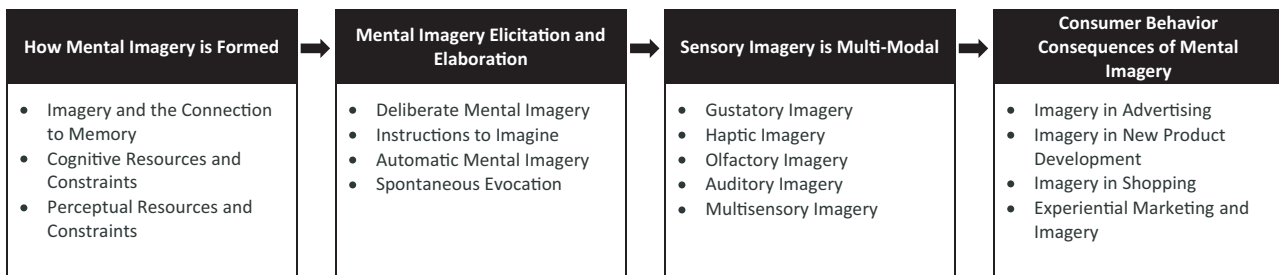 How Mental Imagery is Formed
• Imagery and the Connection
to Memory
• Cognitive Resources and
Constraints
• Perceptual Resources and
Constraints
Mental Imagery Elicitation and
Elaboration
• Deliberate Mental Imagery
• Instructions to Imagine
• Automatic Mental Imagery
• Spontaneous Evocation
Sensory Imagery is Multi-Modal
• Gustatory Imagery
• Haptic Imagery
• Olfactory Imagery
• Auditory Imagery
• Multisensory Imagery
Consumer Behavior
Consequences of Mental
Imagery
• Imagery in Advertising
• Imagery in New Product
Development
• Imagery in Shopping
• Experiential Marketing and
Imagery